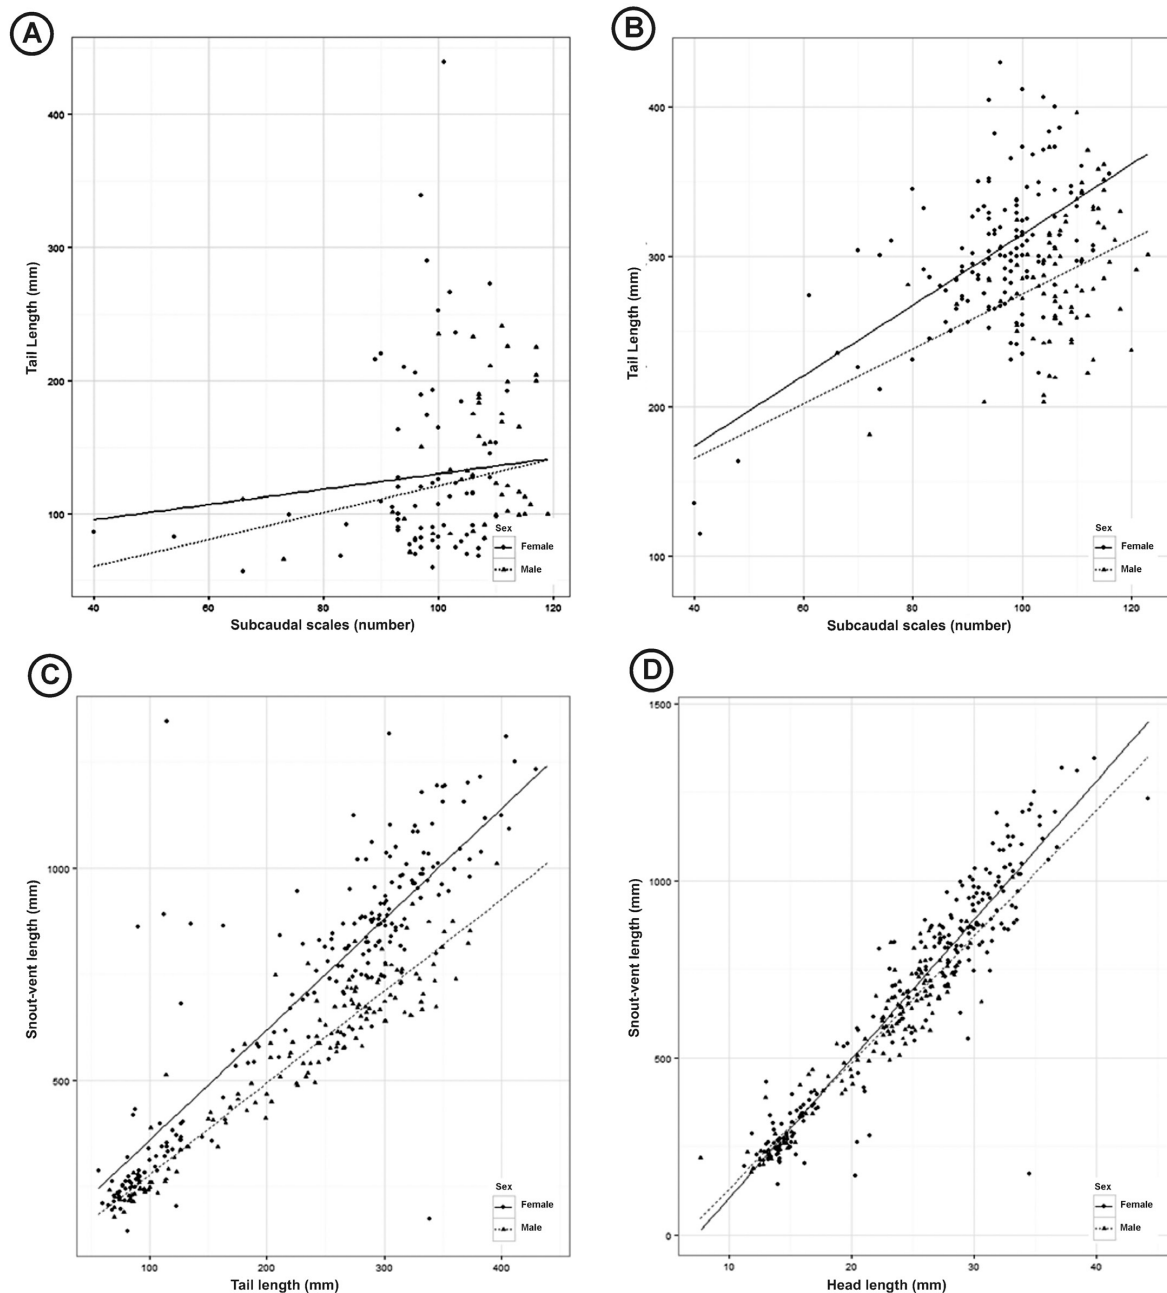 A
400
300
200
100
Tail Length (mm)
40
60
80
100
120
Subcaudal scales (number)
Sex
Female
Male
B
400
300
200
100
Tail Length (mm)
40
60
80
100
120
Subcaudal scales (number)
Sex
Female
Male
C
1000
500
Snout-vent length (mm)
100
200
300
400
Tail length (mm)
Sex
Female
Male
D
1500
1000
500
0
Snout-vent length (mm)
10
20
30
40
Head length (mm)
Sex
Female
Male